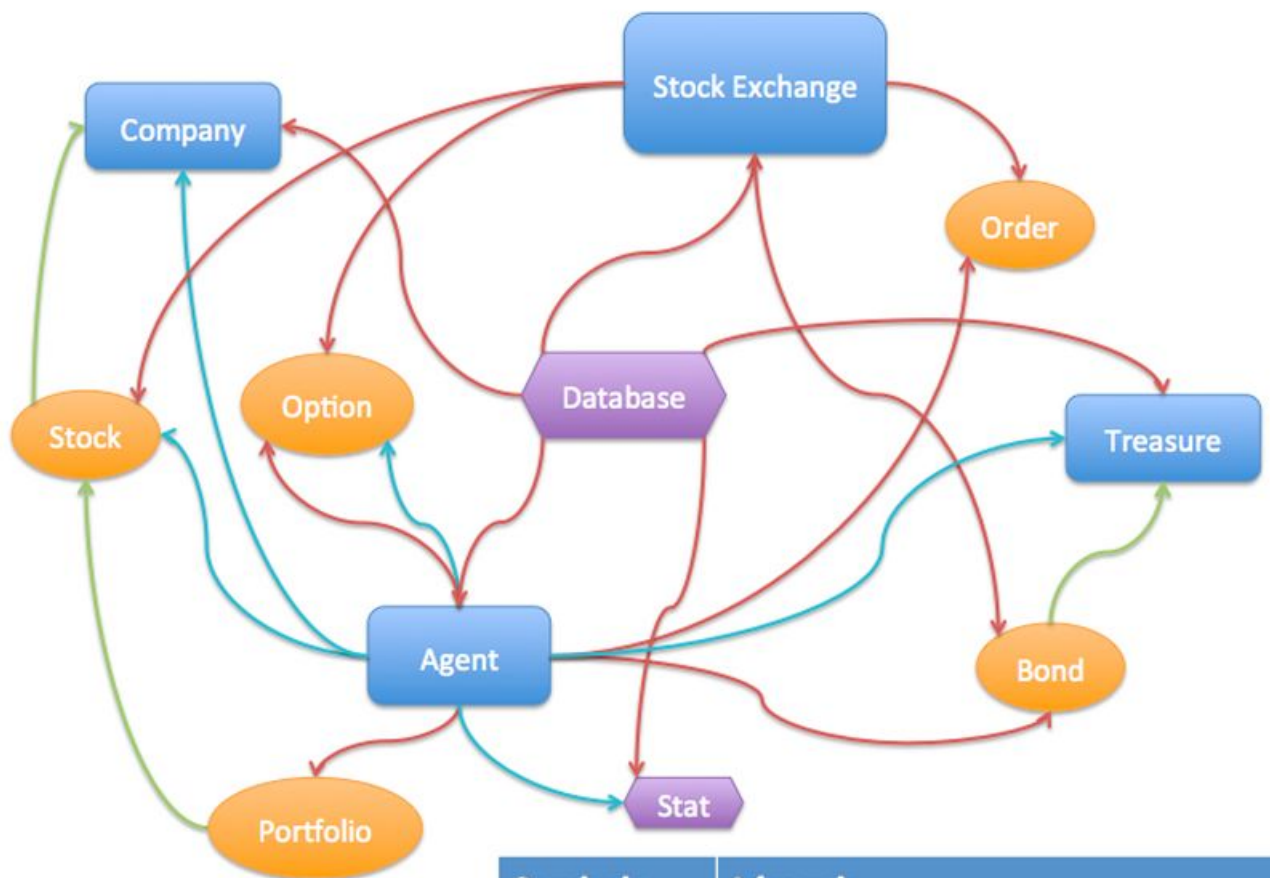 Stock Exchange
Company
Order
Database
Option
Stock
Treasure
Agent
Bond
Stat
Portfolio